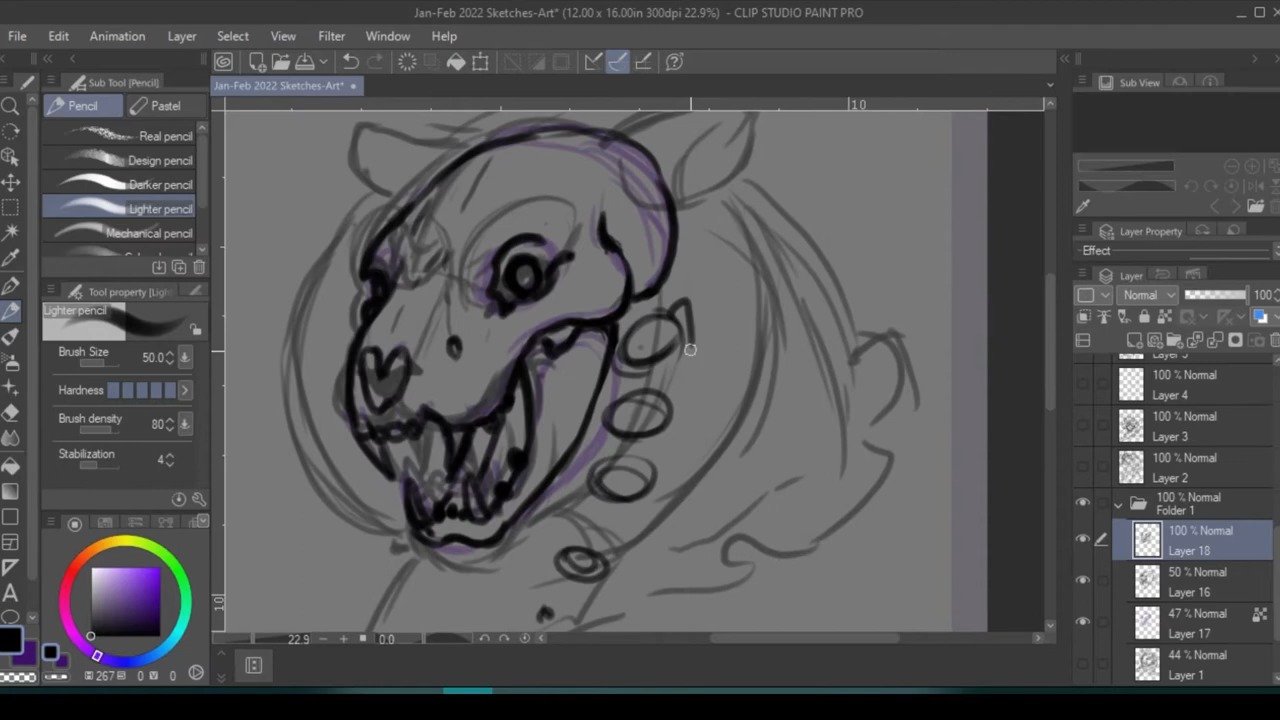 Jan-Feb 2022 Sketches-Art* (12.00 x 16.00in 300dpi 22.9%) - CLIP STUDIO PAINT PRO
File Edit Animation Layer Select View Filter Window Help
Sub Tool [Pencil]
Jan-Feb 2022 Sketches-Art*
Sub View
Pencil Pastel
10
Real pencil
Design pencil
Darker pencil
Lighter pencil
Mechanical pencil
Layer Property
Effect
Layer
Tool property [Light
Lighter pencil
Normal 100
Brush Size 50.0
Hardness
Brush density 80
Stabilization 4
100 % Normal
Layer 4
100 % Normal
Layer 3
100 % Normal
Layer 2
100 % Normal
Folder 1
100 % Normal
Layer 18
50 % Normal
Layer 16
47 % Normal
Layer 17
44 % Normal
Layer 1
10
22.9 0.0
H 267 S 0 V 0